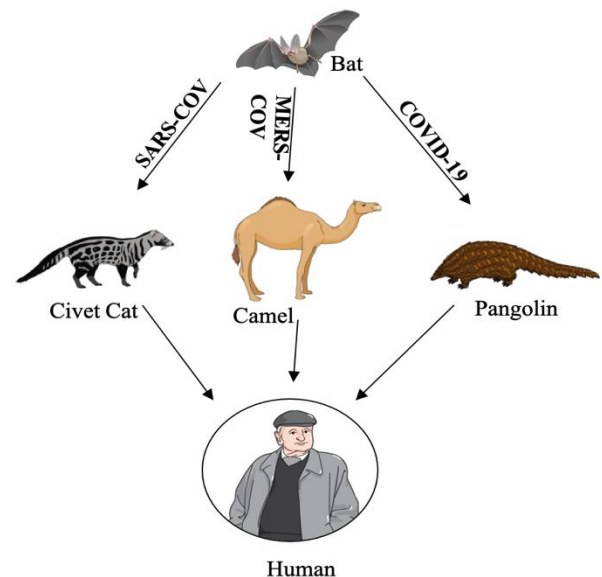 Bat
SARS-COV
MERS-
COV
COVID-19
Civet Cat
Camel
Pangolin
Human